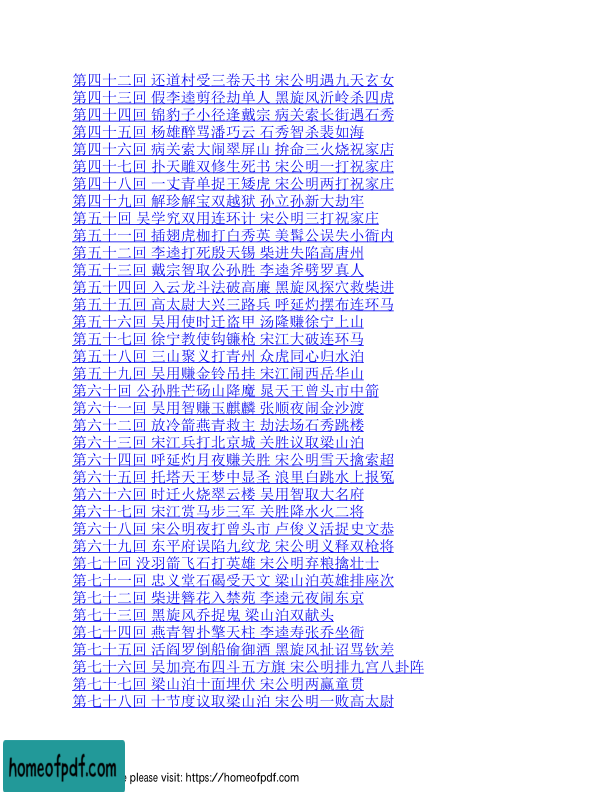 第四十二回 还道村受三卷天书 宋公明遇九天玄女
第四十三回 假李逵剪径劫单人 黑旋风沂岭杀四虎
第四十四回 锦豹子小径逢戴宗 病关索长街遇石秀
第四十五回 杨雄醉骂潘巧云 石秀智杀裴如海
第四十六回 病关索大闹翠屏山 拚命三火烧祝家店
第四十七回 扑天雕双修生死书 宋公明一打祝家庄
第四十八回 一丈青单捉王矮虎 宋公明两打祝家庄
第四十九回 解珍解宝双越狱 孙立孙新大劫牢
第五十回 吴学究双用连环计 宋公明三打祝家庄
第五十一回 插翅虎枷打白秀英 美髯公误失小衙内
第五十二回 李逵打死殷天锡 柴进失陷高唐州
第五十三回 戴宗智取公孙胜 李逵斧劈罗真人
第五十四回 入云龙斗法破高廉 黑旋风探穴救柴进
第五十五回 高太尉大兴三路兵 呼延灼摆布连环马
第五十六回 吴用使时迁盗甲 汤隆赚徐宁上山
第五十七回 徐宁教使钩镰枪 宋江大破连环马
第五十八回 三山聚义打青州 众虎同心归水泊
第五十九回 吴用赚金铃吊挂 宋江闹西岳华山
第六十回 公孙胜芒砀山降魔 晁天王曾头市中箭
第六十一回 吴用智赚玉麒麟 张顺夜闹金沙渡
第六十二回 放冷箭燕青救主 劫法场石秀跳楼
第六十三回 宋江兵打北京城 关胜议取梁山泊
第六十四回 呼延灼月夜赚关胜 宋公明雪天擒索超
第六十五回 托塔天王梦中显圣 浪里白跳水上报冤
第六十六回 时迁火烧翠云楼 吴用智取大名府
第六十七回 宋江赏马步三军 关胜降水火二将
第六十八回 宋公明夜打曾头市 卢俊义活捉史文恭
第六十九回 东平府误陷九纹龙 宋公明义释双枪将
第七十回 没羽箭飞石打英雄 宋公明弃粮擒壮士
第七十一回 忠义堂石碣受天文 梁山泊英雄排座次
第七十二回 柴进簪花入禁苑 李逵元夜闹东京
第七十三回 黑旋风乔捉鬼 梁山泊双献头
第七十四回 燕青智扑擎天柱 李逵寿张乔坐衙
第七十五回 活阎罗倒船偷御酒 黑旋风扯诏骂钦差
第七十六回 吴加亮布四斗五方旗 宋公明排九宫八卦阵
第七十七回 梁山泊十面埋伏 宋公明两赢童贯
第七十八回 十节度议取梁山泊 宋公明一败高太尉
homeofpdf.com
e please visit: https://homeofpdf.com